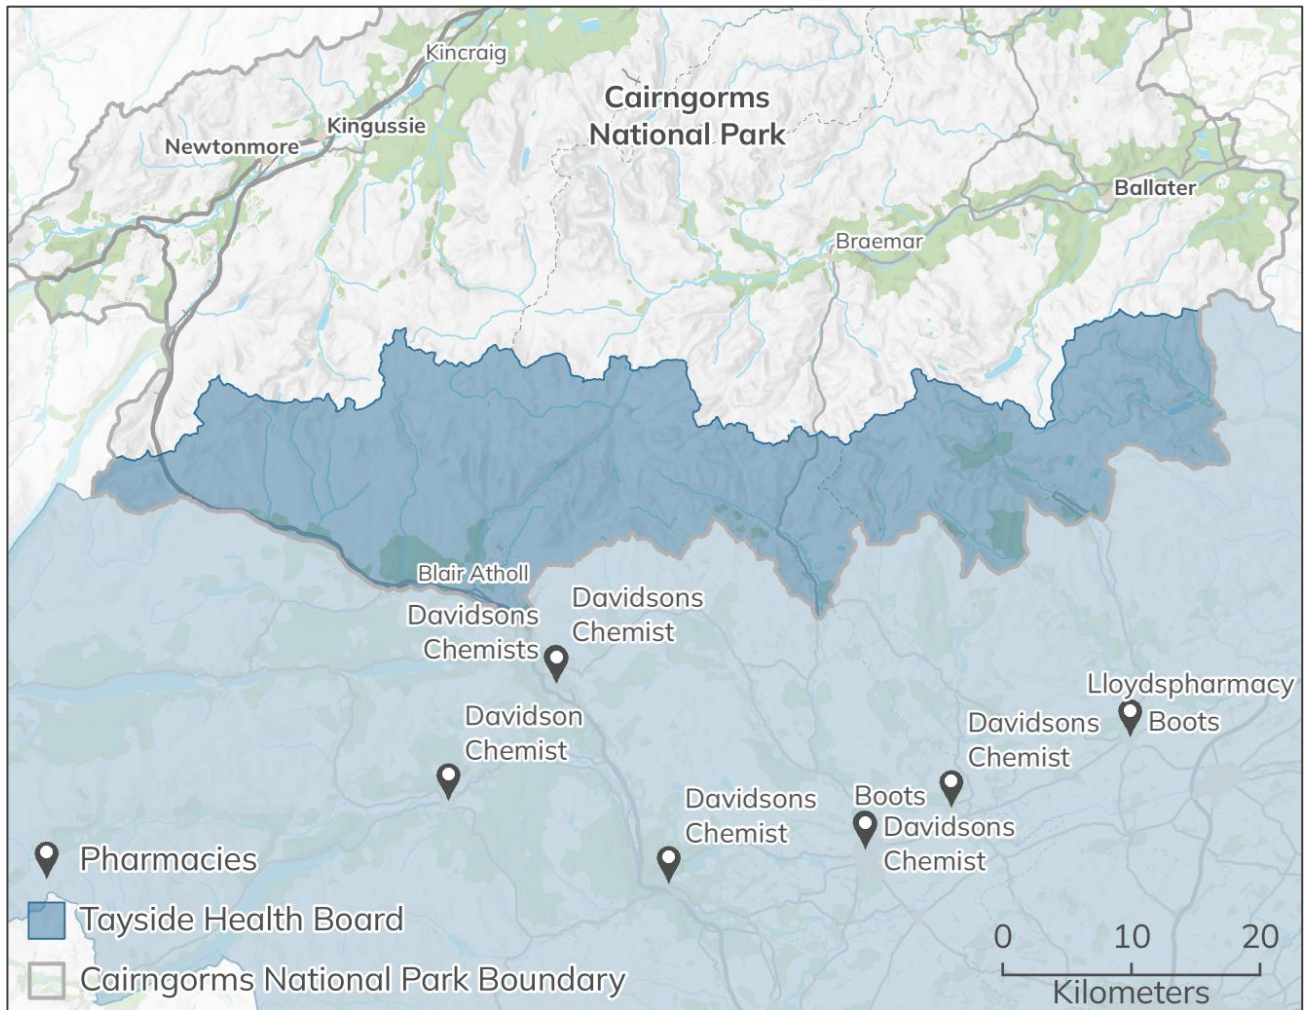 Kincraig
Cairngorms
National Park
Kingussie
Newtonmore
Ballater
Braemar
Blair Atholl
Davidsons
Chemists
Davidsons
Chemist
Lloydspharmacy
Boots
Davidson
Chemist
Davidsons
Chemist
Davidsons
Chemist
Boots
Davidsons
Chemist
Pharmacies
Tayside Health Board
Cairngorms National Park Boundary
0 10 20
Kilometers